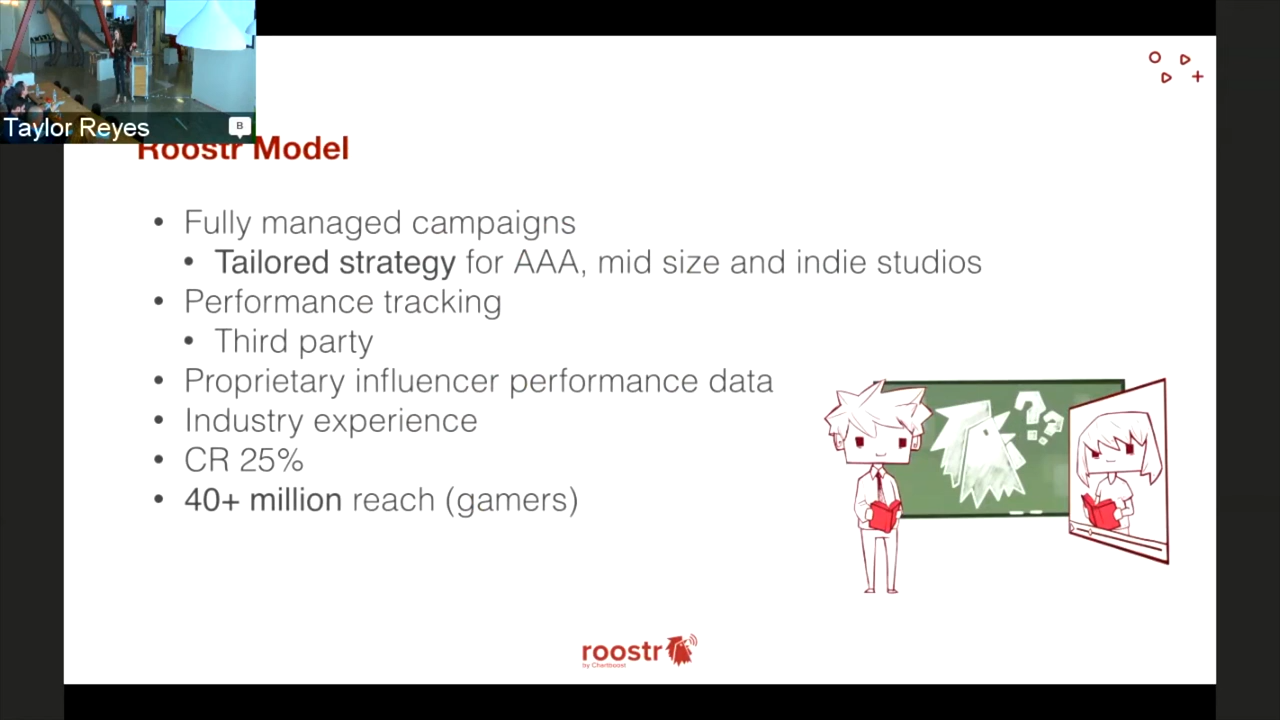 Taylor Reyes
B
Roostr Model
• Fully managed campaigns
• Tailored strategy for AAA, mid size and indie studios
• Performance tracking
• Third party
• Proprietary influencer performance data
• Industry experience
• CR 25%
• 40+ million reach (gamers)
??
roostr
by Chartboost